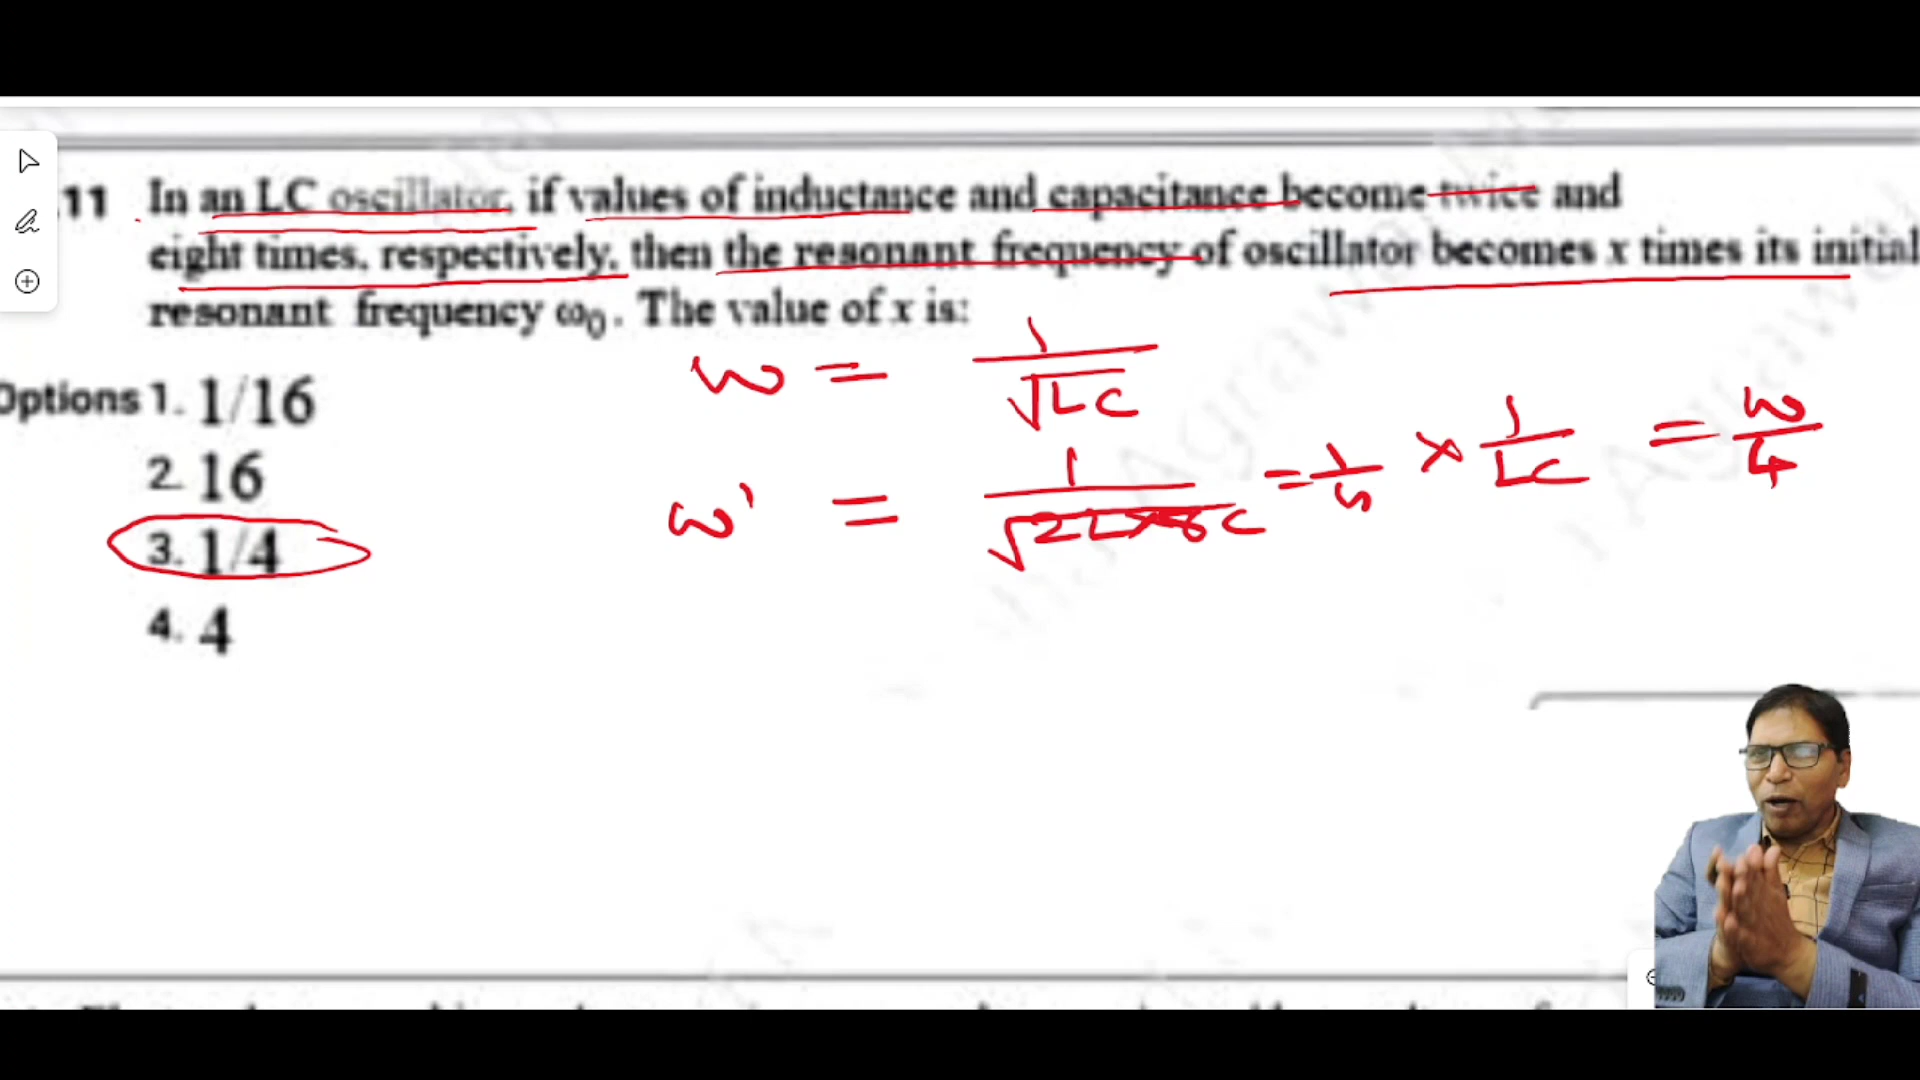 .11 In an LC oscillator, if values of inductance and capacitance become twice and
eight times, respectively, then the resonant frequency of oscillator becomes x times its initial
resonant frequency ω₀. The value of x is:
Options 1. 1/16
2. 16
3. 1/4
4. 4
w = 1/√LC
w' = 1/√2L×8C = 1/4 × 1/LC = w/4
Agrawal